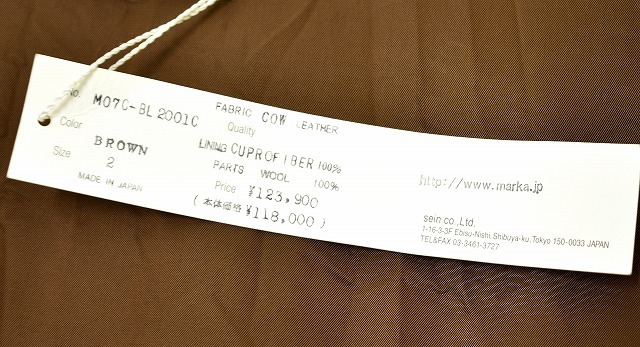 No. M07C-BL2001C
Color BROWN
Size 2
MADE IN JAPAN
FABRIC COW LEATHER
Quality
LINING CUPROFIBER 100%
PARTS WOOL 100%
Price ¥123,900
(本体価格 ¥118,000)
http://www.marka.jp
sein co.,Ltd.
1-16-3-3F Ebisu-Nishi,Shibuya-ku,Tokyo 150-0033 JAPAN
TEL&FAX 03-3461-3727